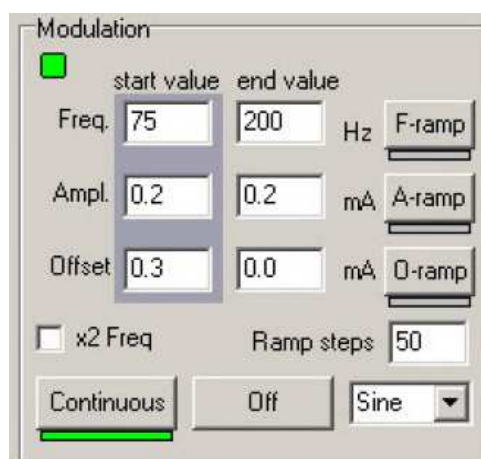 Modulation
start value end value
Freq. 75 200 Hz F-ramp
Ampl. 0.2 0.2 mA A-ramp
Offset 0.3 0.0 mA O-ramp
x2 Freq Ramp steps 50
Continuous Off Sine